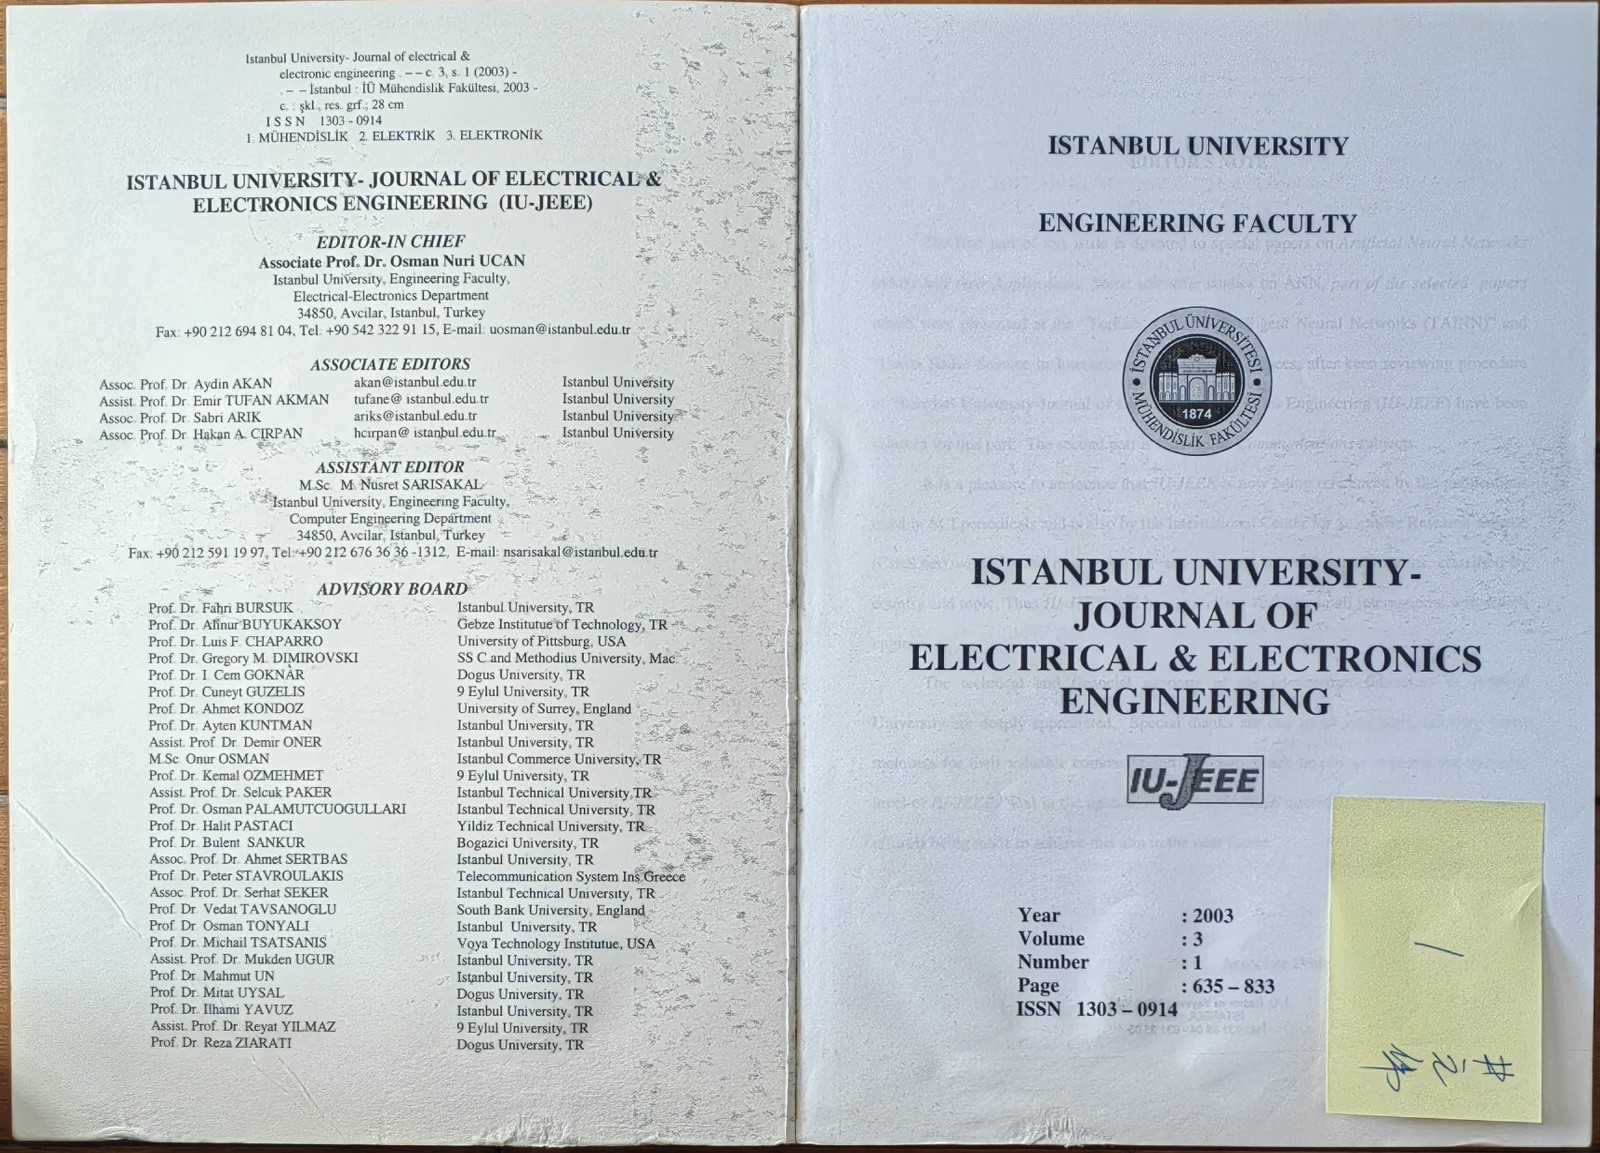 Istanbul University- Journal of electrical &
electronic engineering . – – c. 3, s. 1 (2003) -
. – – İstanbul : İÜ Mühendislik Fakültesi, 2003 -
c. : şkl., res. grf.; 28 cm
I S S N 1303 - 0914
1. MÜHENDİSLİK 2. ELEKTRİK 3. ELEKTRONİK
ISTANBUL UNIVERSITY- JOURNAL OF ELECTRICAL &
ELECTRONICS ENGINEERING (IU-JEEE)
EDITOR-IN CHIEF
Associate Prof. Dr. Osman Nuri UCAN
Istanbul University, Engineering Faculty,
Electrical-Electronics Department
34850, Avcilar, Istanbul, Turkey
Fax: +90 212 694 81 04, Tel: +90 542 322 91 15, E-mail: uosman@istanbul.edu.tr
ASSOCIATE EDITORS
Assoc. Prof. Dr. Aydin AKAN akan@istanbul.edu.tr Istanbul University
Assist. Prof. Dr. Emir TUFAN AKMAN tufane@ istanbul.edu.tr Istanbul University
Assoc. Prof. Dr. Sabri ARIK ariks@istanbul.edu.tr Istanbul University
Assoc. Prof. Dr. Hakan A. CIRPAN hcirpan@ istanbul.edu.tr Istanbul University
ASSISTANT EDITOR
M.Sc. M. Nusret SARISAKAL
Istanbul University, Engineering Faculty,
Computer Engineering Department
34850, Avcilar, Istanbul, Turkey
Fax: +90 212 591 19 97, Tel: +90 212 676 36 36 -1312, E-mail: nsarisakal@istanbul.edu.tr
ADVISORY BOARD
Prof. Dr. Fahri BURSUK Istanbul University, TR
Prof. Dr. Alinur BUYUKAKSOY Gebze Institutue of Technology, TR
Prof. Dr. Luis F. CHAPARRO University of Pittsburg, USA
Prof. Dr. Gregory M. DIMIROVSKI SS C.and Methodius University, Mac.
Prof. Dr. I. Cem GOKNAR Dogus University, TR
Prof. Dr. Cuneyt GUZELIS 9 Eylul University, TR
Prof. Dr. Ahmet KONDOZ University of Surrey, England
Prof. Dr. Ayten KUNTMAN Istanbul University, TR
Assist. Prof. Dr. Demir ONER Istanbul University, TR
M.Sc. Onur OSMAN Istanbul Commerce University, TR
Prof. Dr. Kemal OZMEHMET 9 Eylul University, TR
Assist. Prof. Dr. Selcuk PAKER Istanbul Technical University,TR
Prof. Dr. Osman PALAMUTCUOGULLARI Istanbul Technical University, TR
Prof. Dr. Halit PASTACI Yildiz Technical University, TR
Prof. Dr. Bulent SANKUR Bogazici University, TR
Assoc. Prof. Dr. Ahmet SERTBAS Istanbul University, TR
Prof. Dr. Peter STAVROULAKIS Telecommunication System Ins.Greece
Assoc. Prof. Dr. Serhat SEKER Istanbul Technical University, TR
Prof. Dr. Vedat TAVSANOGLU South Bank University, England
Prof. Dr. Osman TONYALI Istanbul University, TR
Prof. Dr. Michail TSATSANIS Voya Technology Institutue, USA
Assist. Prof. Dr. Mukden UGUR Istanbul University, TR
Prof. Dr. Mahmut UN Istanbul University, TR
Prof. Dr. Mitat UYSAL Dogus University, TR
Prof. Dr. Ilhami YAVUZ Istanbul University, TR
Assist. Prof. Dr. Reyat YILMAZ 9 Eylul University, TR
Prof. Dr. Reza ZIARATI Dogus University, TR
ISTANBUL UNIVERSITY
ENGINEERING FACULTY
İSTANBUL ÜNİVERSİTESİ
1874
MÜHENDİSLİK FAKÜLTESİ
ISTANBUL UNIVERSITY-
JOURNAL OF
ELECTRICAL & ELECTRONICS
ENGINEERING
IU-JEEE
Year : 2003
Volume : 3
Number : 1
Page : 635 – 833
ISSN 1303 – 0914